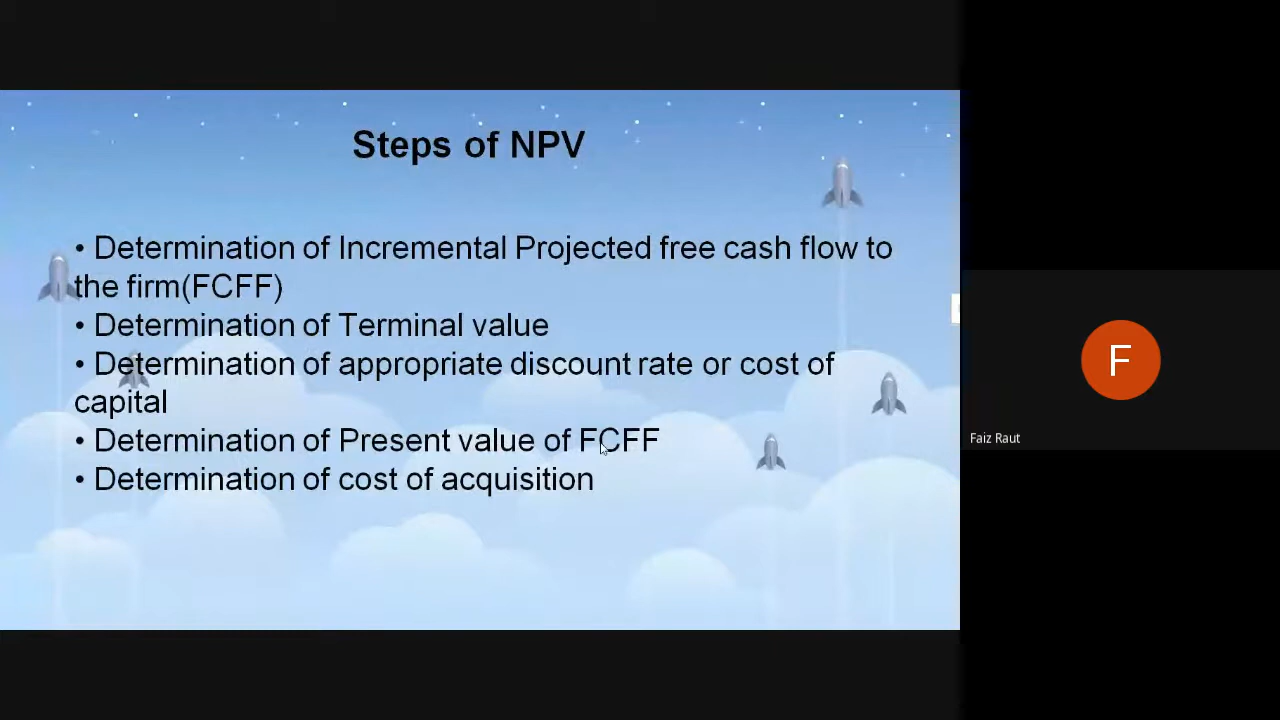 Steps of NPV
• Determination of Incremental Projected free cash flow to
the firm(FCFF)
• Determination of Terminal value
• Determination of appropriate discount rate or cost of
capital
• Determination of Present value of FCFF
• Determination of cost of acquisition
F
Faiz Raut